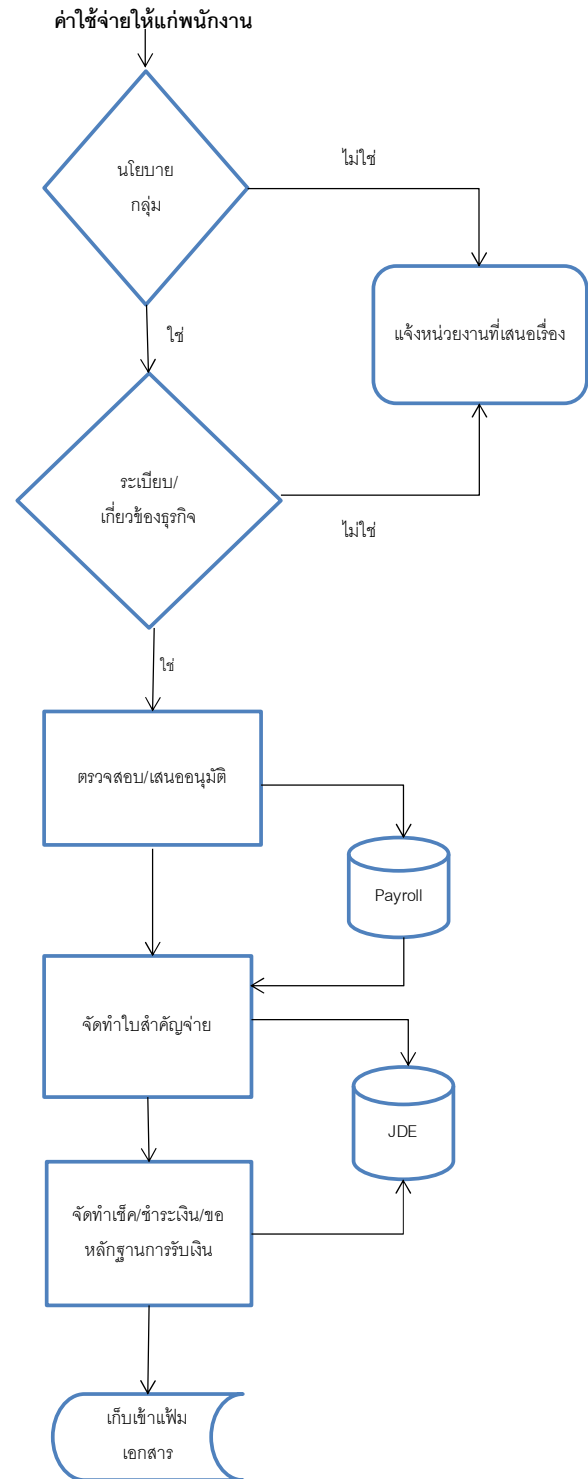 ค่าใช้จ่ายให้แก่พนักงาน
นโยบาย
กลุ่ม
ไม่ใช่
แจ้งหน่วยงานที่เสนอเรื่อง
ใช่
ระเบียบ/
เกี่ยวข้องธุรกิจ
ไม่ใช่
ใช่
ตรวจสอบ/เสนออนุมัติ
Payroll
จัดทำใบสำคัญจ่าย
JDE
จัดทำเช็ค/ชำระเงิน/ขอ
หลักฐานการรับเงิน
เก็บเข้าแฟ้ม
เอกสาร